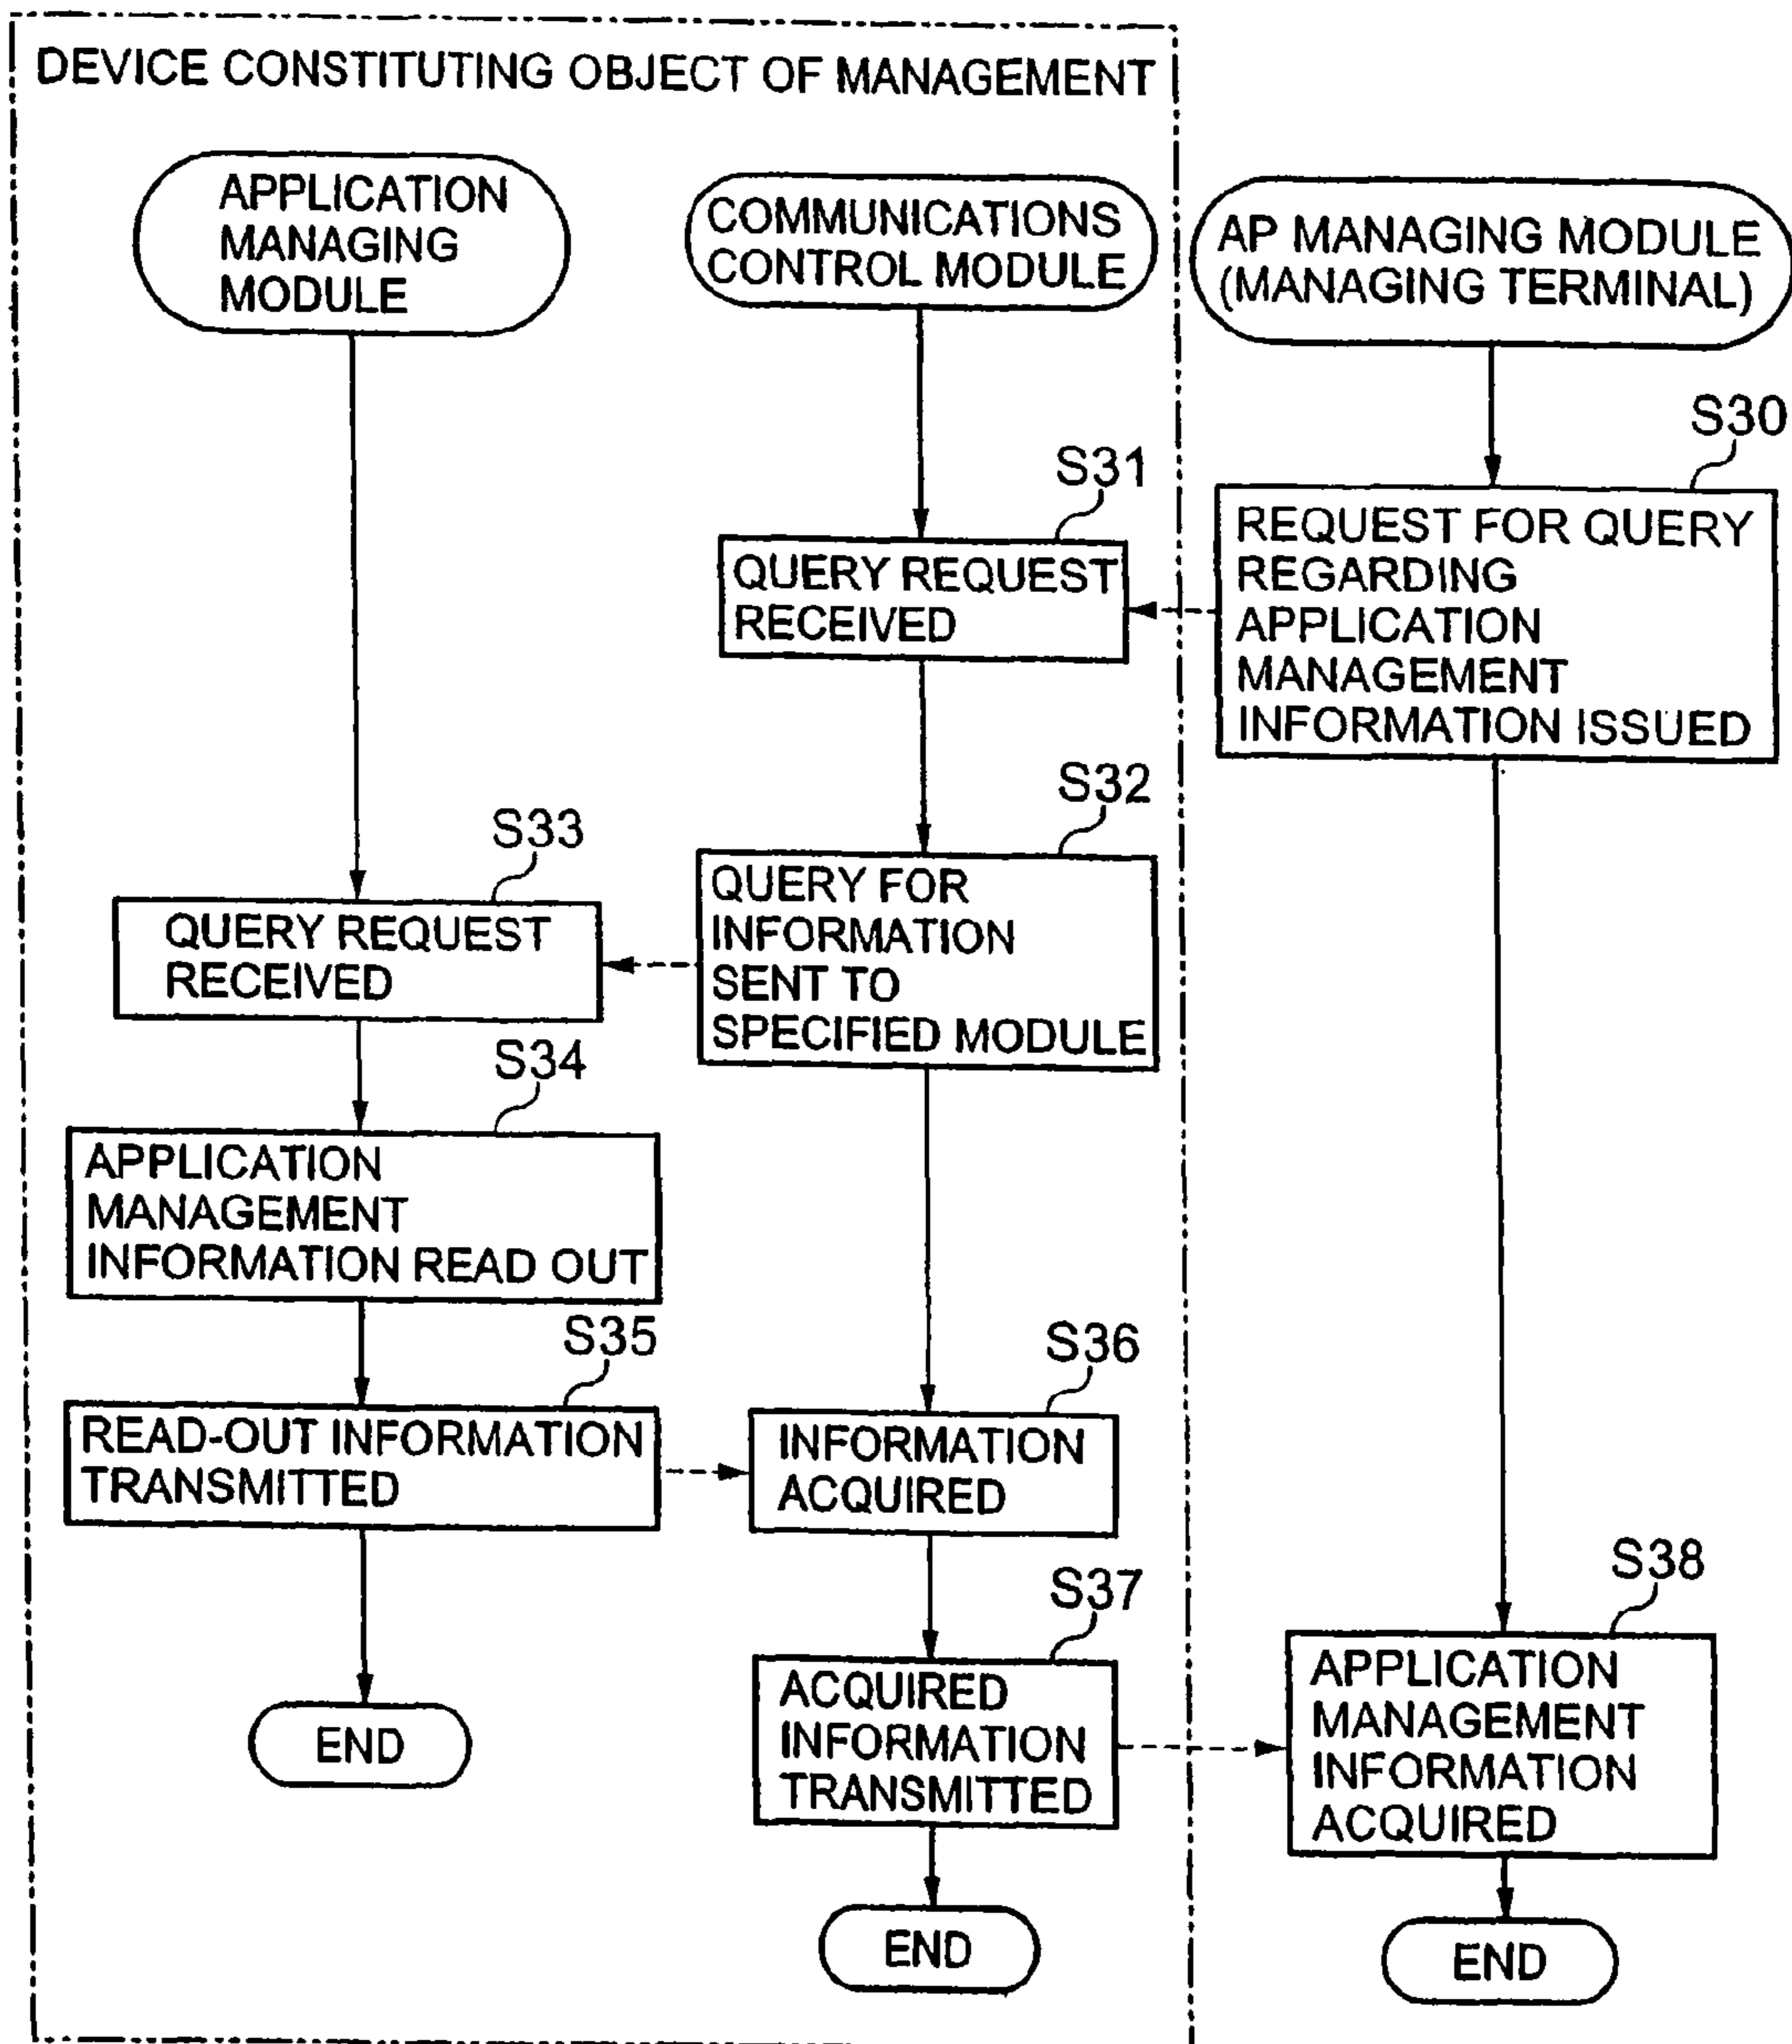 DEVICE CONSTITUTING OBJECT OF MANAGEMENT
APPLICATION
MANAGING
MODULE
COMMUNICATIONS
CONTROL MODULE
AP MANAGING MODULE
(MANAGING TERMINAL)
S30
REQUEST FOR QUERY
REGARDING
APPLICATION
MANAGEMENT
INFORMATION ISSUED
S31
QUERY REQUEST
RECEIVED
S32
QUERY FOR
INFORMATION
SENT TO
SPECIFIED MODULE
S33
QUERY REQUEST
RECEIVED
S34
APPLICATION
MANAGEMENT
INFORMATION READ OUT
S35
READ-OUT INFORMATION
TRANSMITTED
S36
INFORMATION
ACQUIRED
S37
ACQUIRED
INFORMATION
TRANSMITTED
S38
APPLICATION
MANAGEMENT
INFORMATION
ACQUIRED
END
END
END